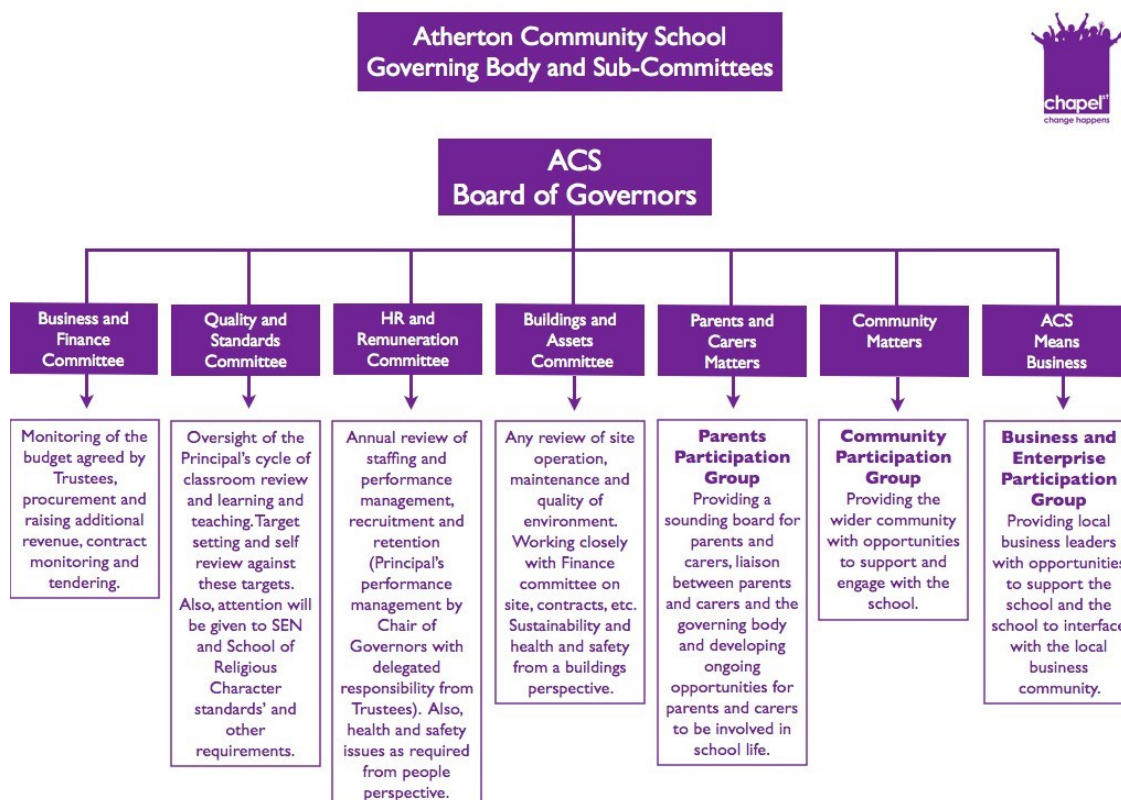 Atherton Community School
Governing Body and Sub-Committees
chapel st
change happens
ACS
Board of Governors
Business and
Finance
Committee
Quality and
Standards
Committee
HR and
Remuneration
Committee
Buildings and
Assets
Committee
Parents and
Carers
Matters
Community
Matters
ACS
Means
Business
Monitoring of the
budget agreed by
Trustees,
procurement and
raising additional
revenue, contract
monitoring and
tendering.
Oversight of the
Principal's cycle of
classroom review
and learning and
teaching. Target
setting and self
review against
these targets.
Also, attention will
be given to SEN
and School of
Religious
Character
standards' and
other
requirements.
Annual review of
staffing and
performance
management,
recruitment and
retention
(Principal's
performance
management by
Chair of
Governors with
delegated
responsibility from
Trustees). Also,
health and safety
issues as required
from people
perspective.
Any review of site
operation,
maintenance and
quality of
environment.
Working closely
with Finance
committee on
site, contracts, etc.
Sustainability and
health and safety
from a buildings
perspective.
Parents
Participation
Group
Providing a
sounding board for
parents and
carers, liaison
between parents
and carers and the
governing body
and developing
ongoing
opportunities for
parents and carers
to be involved in
school life.
Community
Participation
Group
Providing the
wider community
with opportunities
to support and
engage with the
school.
Business and
Enterprise
Participation
Group
Providing local
business leaders
with opportunities
to support the
school and the
school to interface
with the local
business
community.